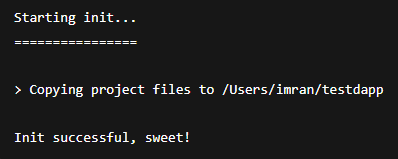 Starting init...
================
> Copying project files to /Users/imran/testdapp
Init successful, sweet!